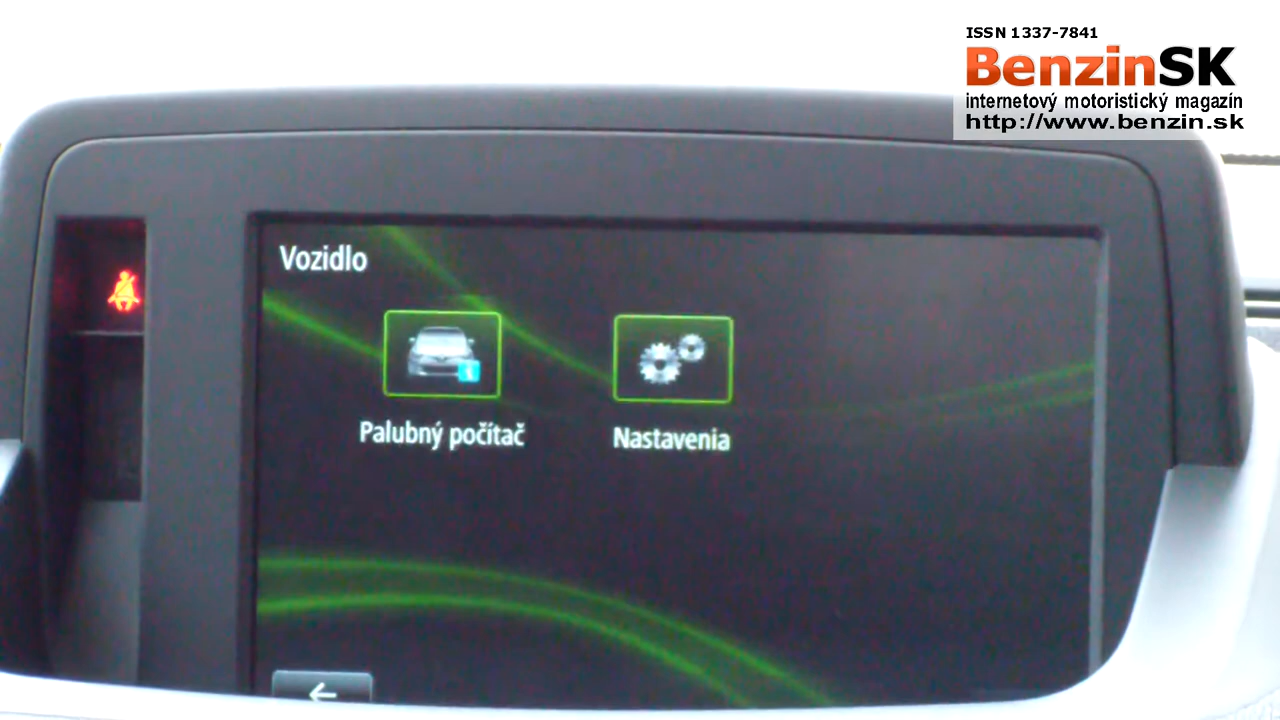 ISSN 1337-7841
BenzinSK
internetový motoristický magazín
http://www.benzin.sk
Vozidlo
Palubný počítač
Nastavenia